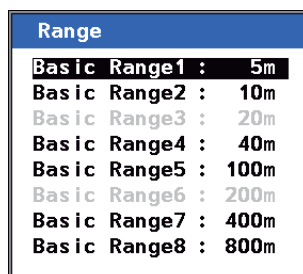 Range
Basic Range1 : 5m
Basic Range2 : 10m
Basic Range3 : 20m
Basic Range4 : 40m
Basic Range5 : 100m
Basic Range6 : 200m
Basic Range7 : 400m
Basic Range8 : 800m